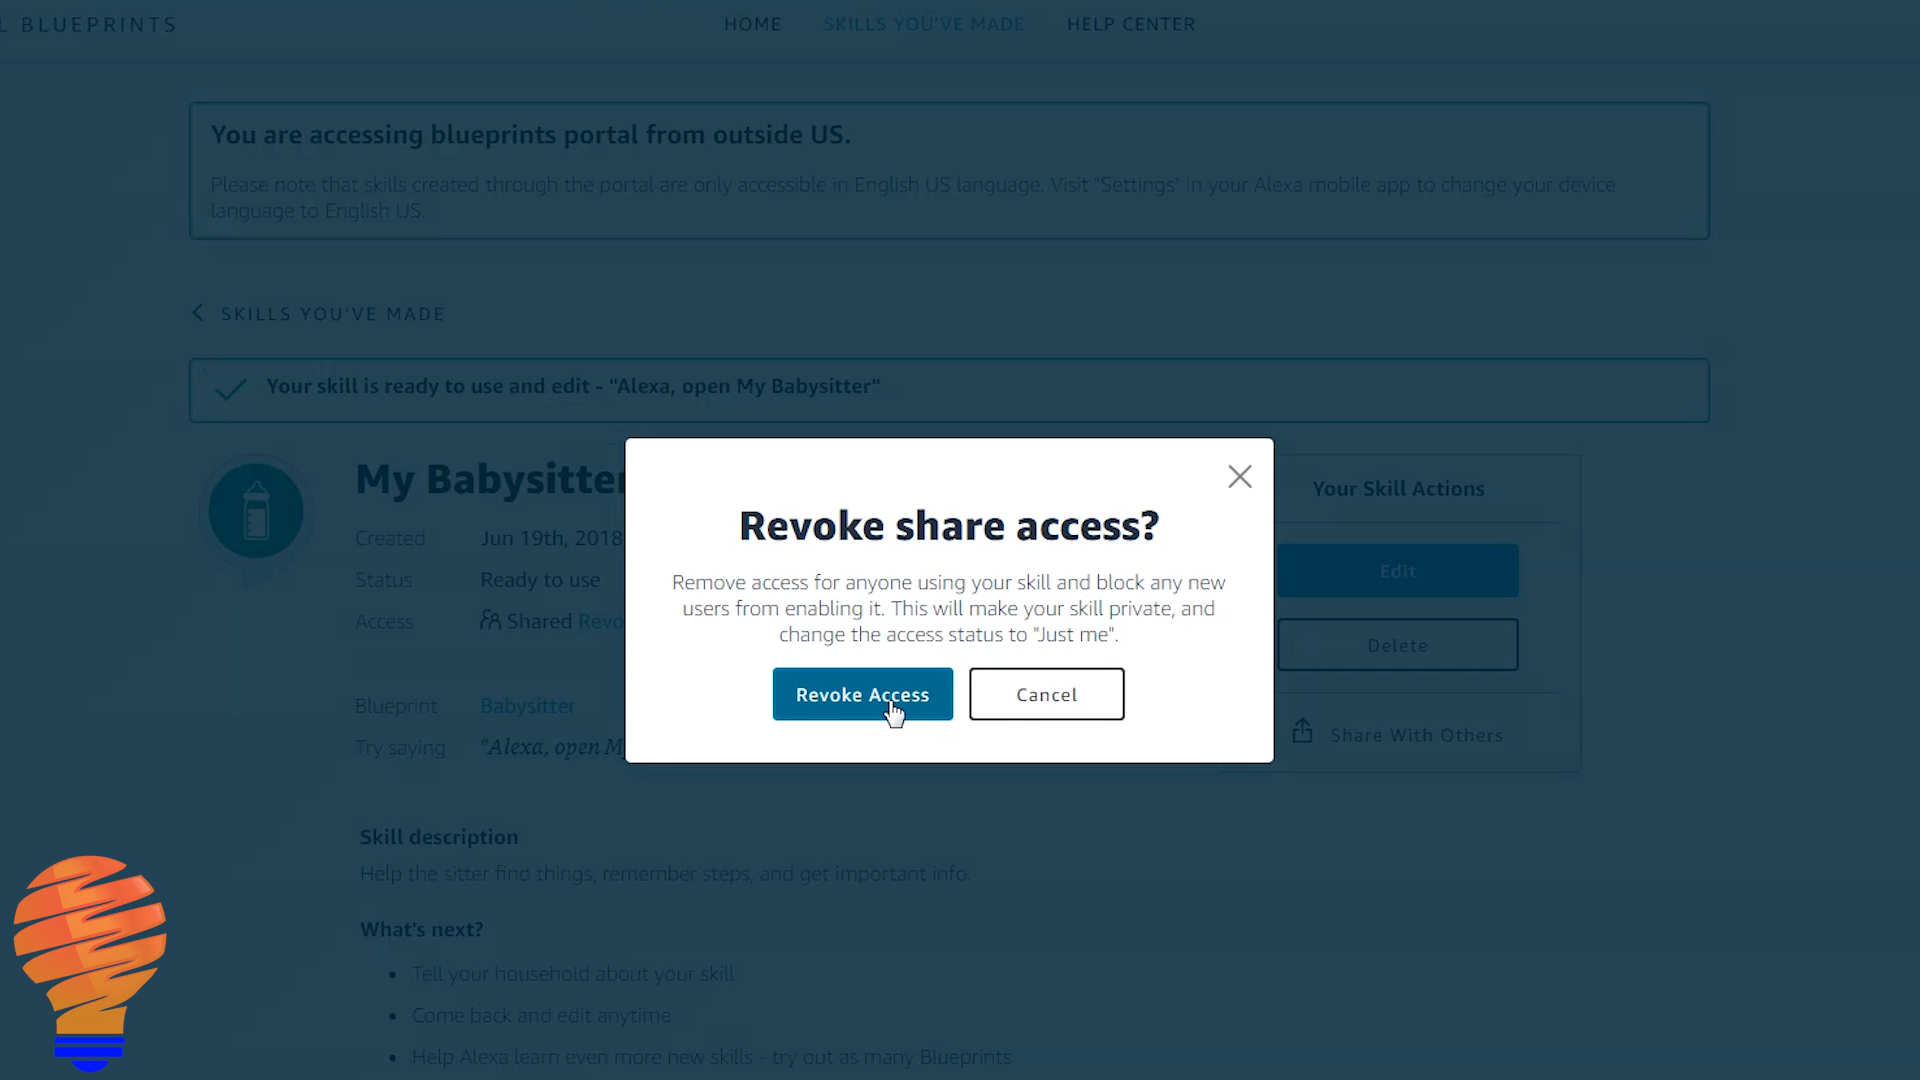 L BLUEPRINTS
HOME
SKILLS YOU'VE MADE
HELP CENTER
You are accessing blueprints portal from outside US.
Please note that skills created through the portal are only accessible in English US language. Visit "Settings" in your Alexa mobile app to change your device
language to English US.
SKILLS YOU'VE MADE
Your skill is ready to use and edit - "Alexa, open My Babysitter"
My Babysitter
Created Jun 19th, 2018
Status Ready to use
Access Shared Revo
Blueprint Babysitter
Try saying "Alexa, open M
Revoke share access?
Remove access for anyone using your skill and block any new
users from enabling it. This will make your skill private, and
change the access status to "Just me".
Revoke Access
Cancel
Your Skill Actions
Edit
Delete
Share With Others
Skill description
Help the sitter find things, remember steps, and get important info.
What's next?
• Tell your household about your skill
• Come back and edit anytime
• Help Alexa learn even more new skills - try out as many Blueprints